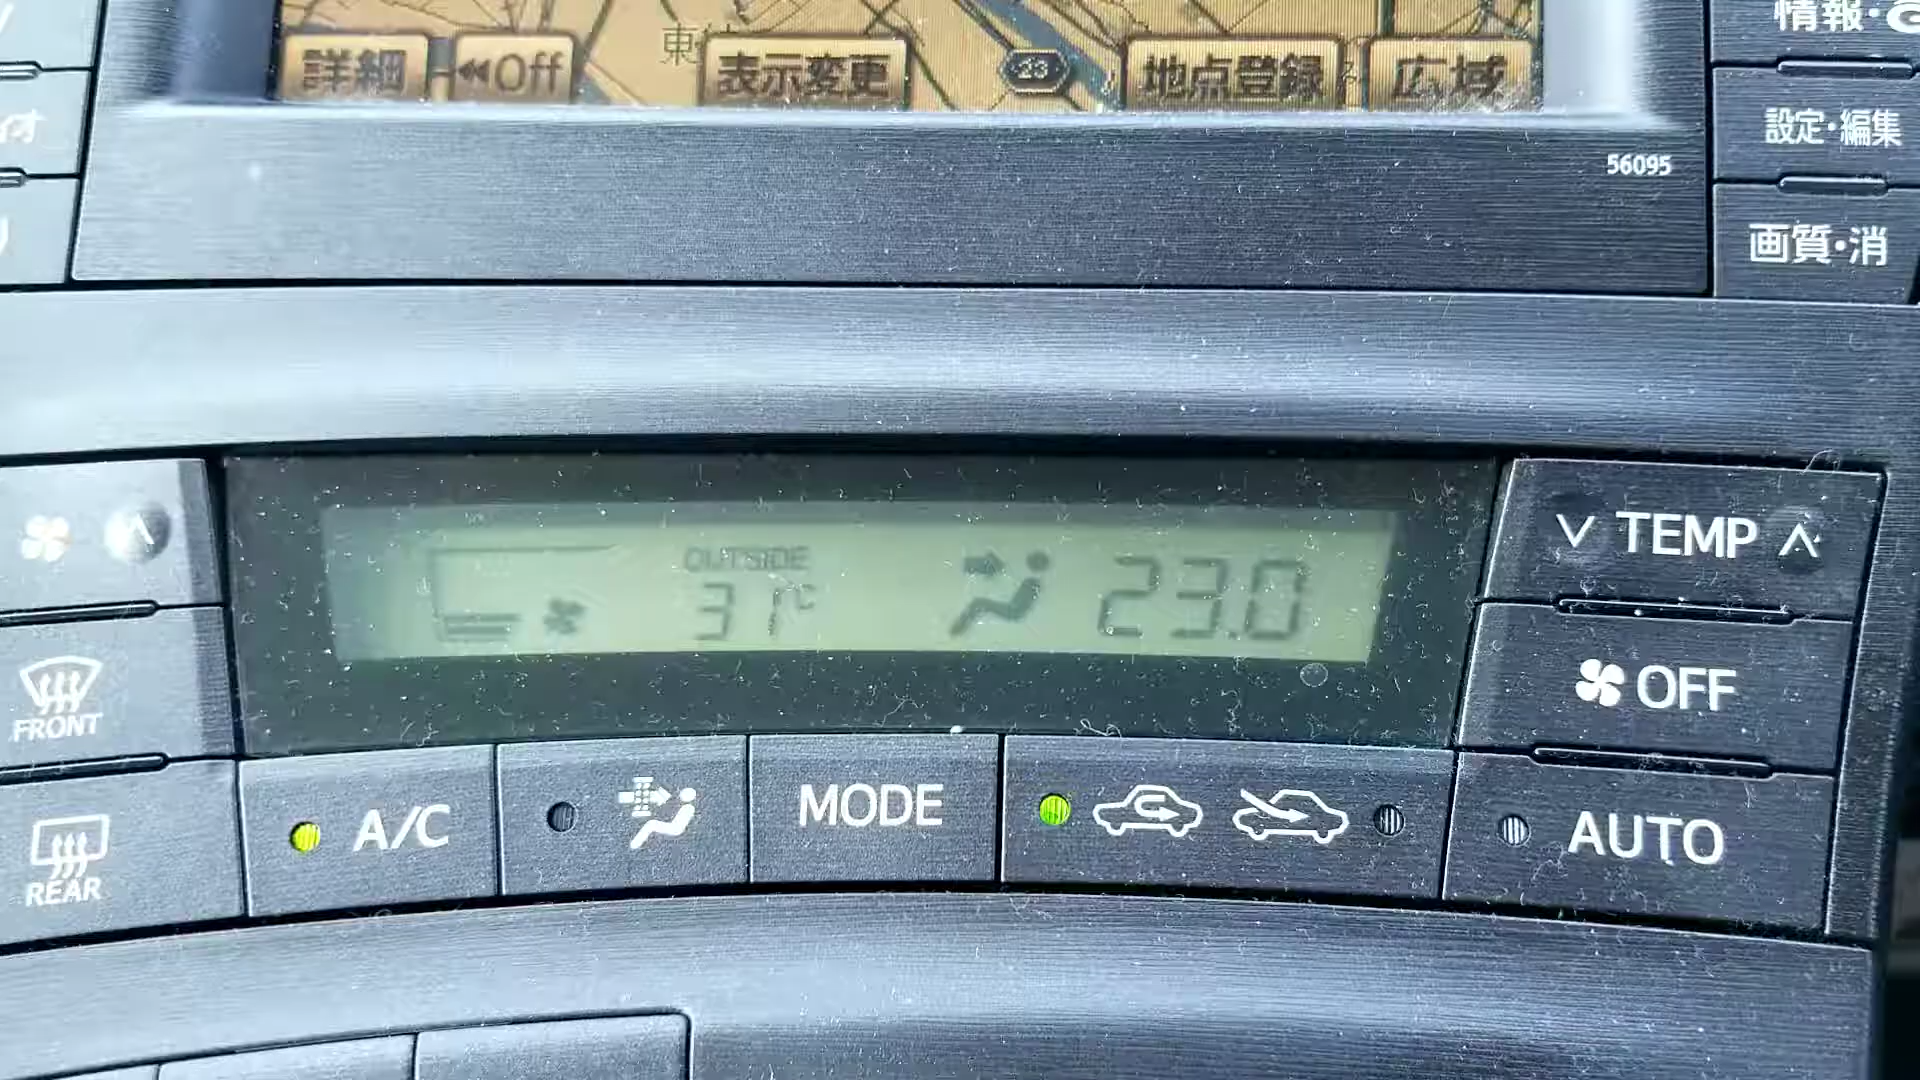 詳細 Off 表示変更 23 地点登録 広域
情報・
設定・編集
56095
画質・消
OUTSIDE
31°C 23.0
TEMP
OFF
FRONT
REAR
A/C MODE AUTO